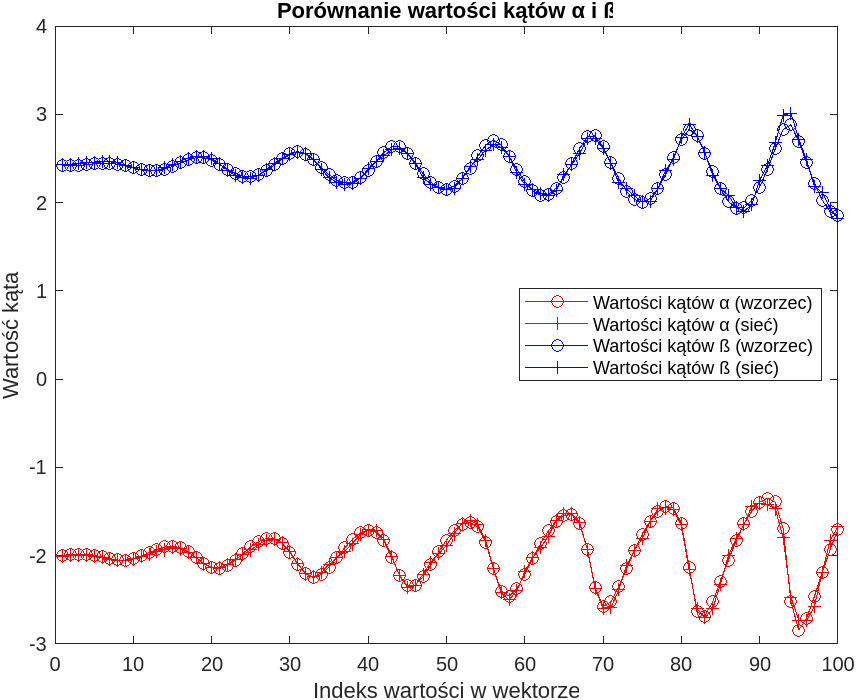 Porównanie wartości kątów α i ß
4
3
2
1
0
-1
-2
-3
Wartość kąta
Wartości kątów α (wzorzec)
Wartości kątów α (sieć)
Wartości kątów ß (wzorzec)
Wartości kątów ß (sieć)
0 10 20 30 40 50 60 70 80 90 100
Indeks wartości w wektorze